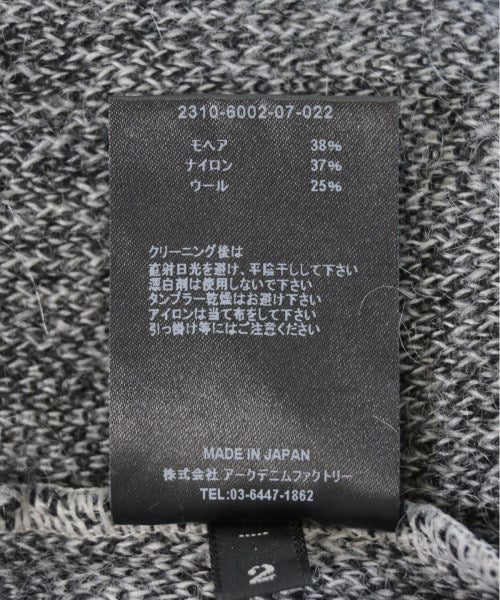 2310-6002-07-022
モヘア 38%
ナイロン 37%
ウール 25%
クリーニング後は
直射日光を避け、平陰干しして下さい
漂白剤は使用しないで下さい
タンブラー乾燥はお避け下さい
アイロンは当て布をして下さい
引っ掛け等にはご注意ください
MADE IN JAPAN
株式会社 アークデニムファクトリー
TEL:03-6447-1862
2